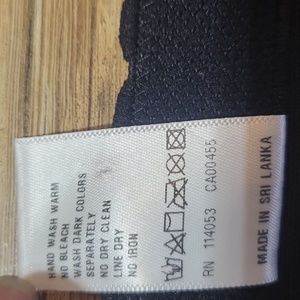 HAND WASH WARM
NO BLEACH
WASH DARK COLORS
SEPARATELY
NO DRY CLEAN
LINE DRY
NO IRON
RN 114053 CA00455
MADE IN SRI LANKA